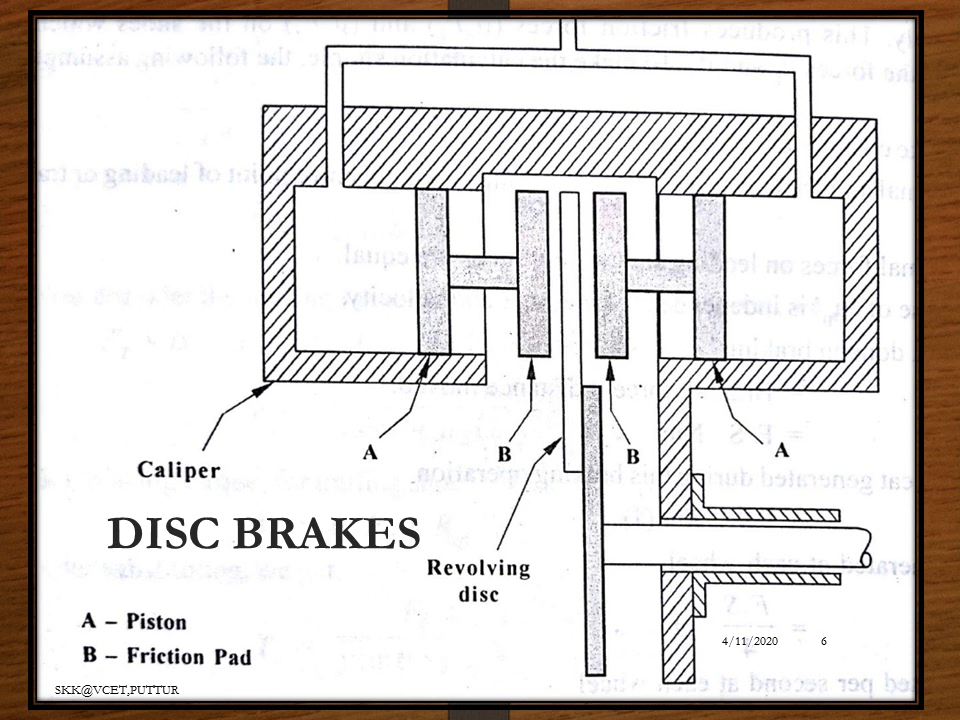 Caliper
A
B
B
A
DISC BRAKES
Revolving
disc
A – Piston
B – Friction Pad
4/11/2020
6
SKK@VCET,PUTTUR